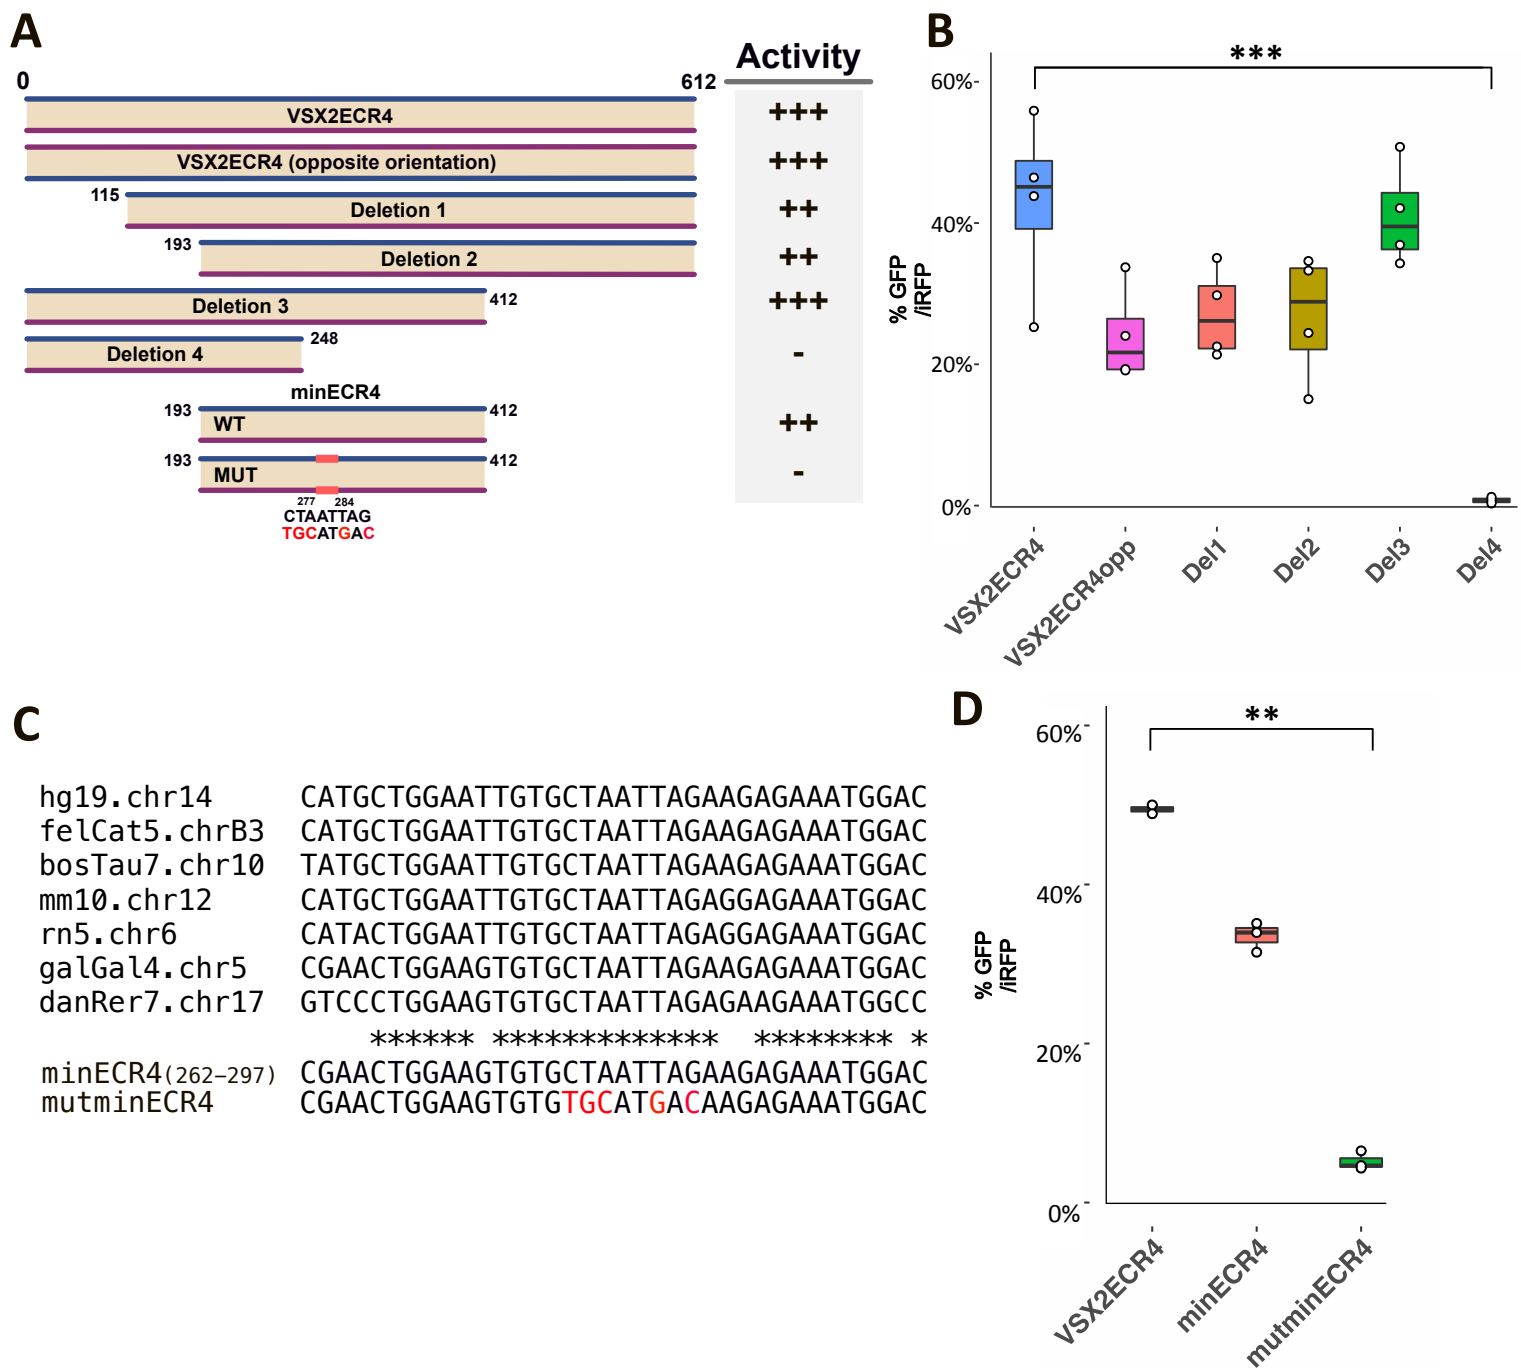 A
Activity
0
612
VSX2ECR4
+++
VSX2ECR4 (opposite orientation)
+++
115
Deletion 1
++
193
Deletion 2
++
Deletion 3
412
+++
248
Deletion 4
-
minECR4
193
WT
412
++
193
MUT
412
-
277 284
CTAATTAG
TGCATGAC
B
***
60%
40%
20%
0%
% GFP
/iRFP
VSX2ECR4
VSX2ECR4opp
Del1
Del2
Del3
Del4
C
hg19.chr14 CATGCTGGAATTGTGCTAATTAGAAGAGAAATGGAC
felCat5.chrB3 CATGCTGGAATTGTGCTAATTAGAAGAGAAATGGAC
bosTau7.chr10 TATGCTGGAATTGTGCTAATTAGAAGAGAAATGGAC
mm10.chr12 CATGCTGGAATTGTGCTAATTAGAGGAGAAATGGAC
rn5.chr6 CATACTGGAATTGTGCTAATTAGAGGAGAAATGGAC
galGal4.chr5 CGAACTGGAAGTGTGCTAATTAGAAGAGAAATGGAC
danRer7.chr17 GTCCCTGGAAGTGTGCTAATTAGAGAAGAAATGGCC
****** ************* ******** *
minECR4(262–297) CGAACTGGAAGTGTGCTAATTAGAAGAGAAATGGAC
mutminECR4 CGAACTGGAAGTGTGTGCATGACAAGAGAAATGGAC
D
**
60%
40%
20%
0%
% GFP
/iRFP
VSX2ECR4
minECR4
mutminECR4